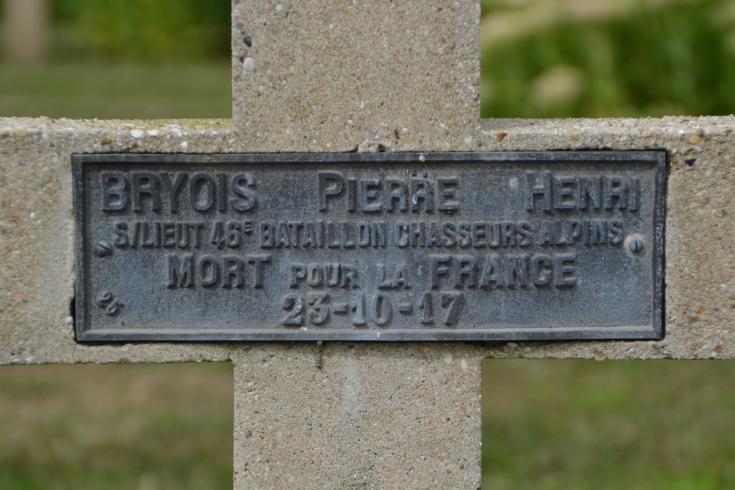 BRYOIS PIERRE HENRI
S/LIEUT 46E BATAILLON CHASSEURS ALPINS
MORT POUR LA FRANCE
23-10-17
25